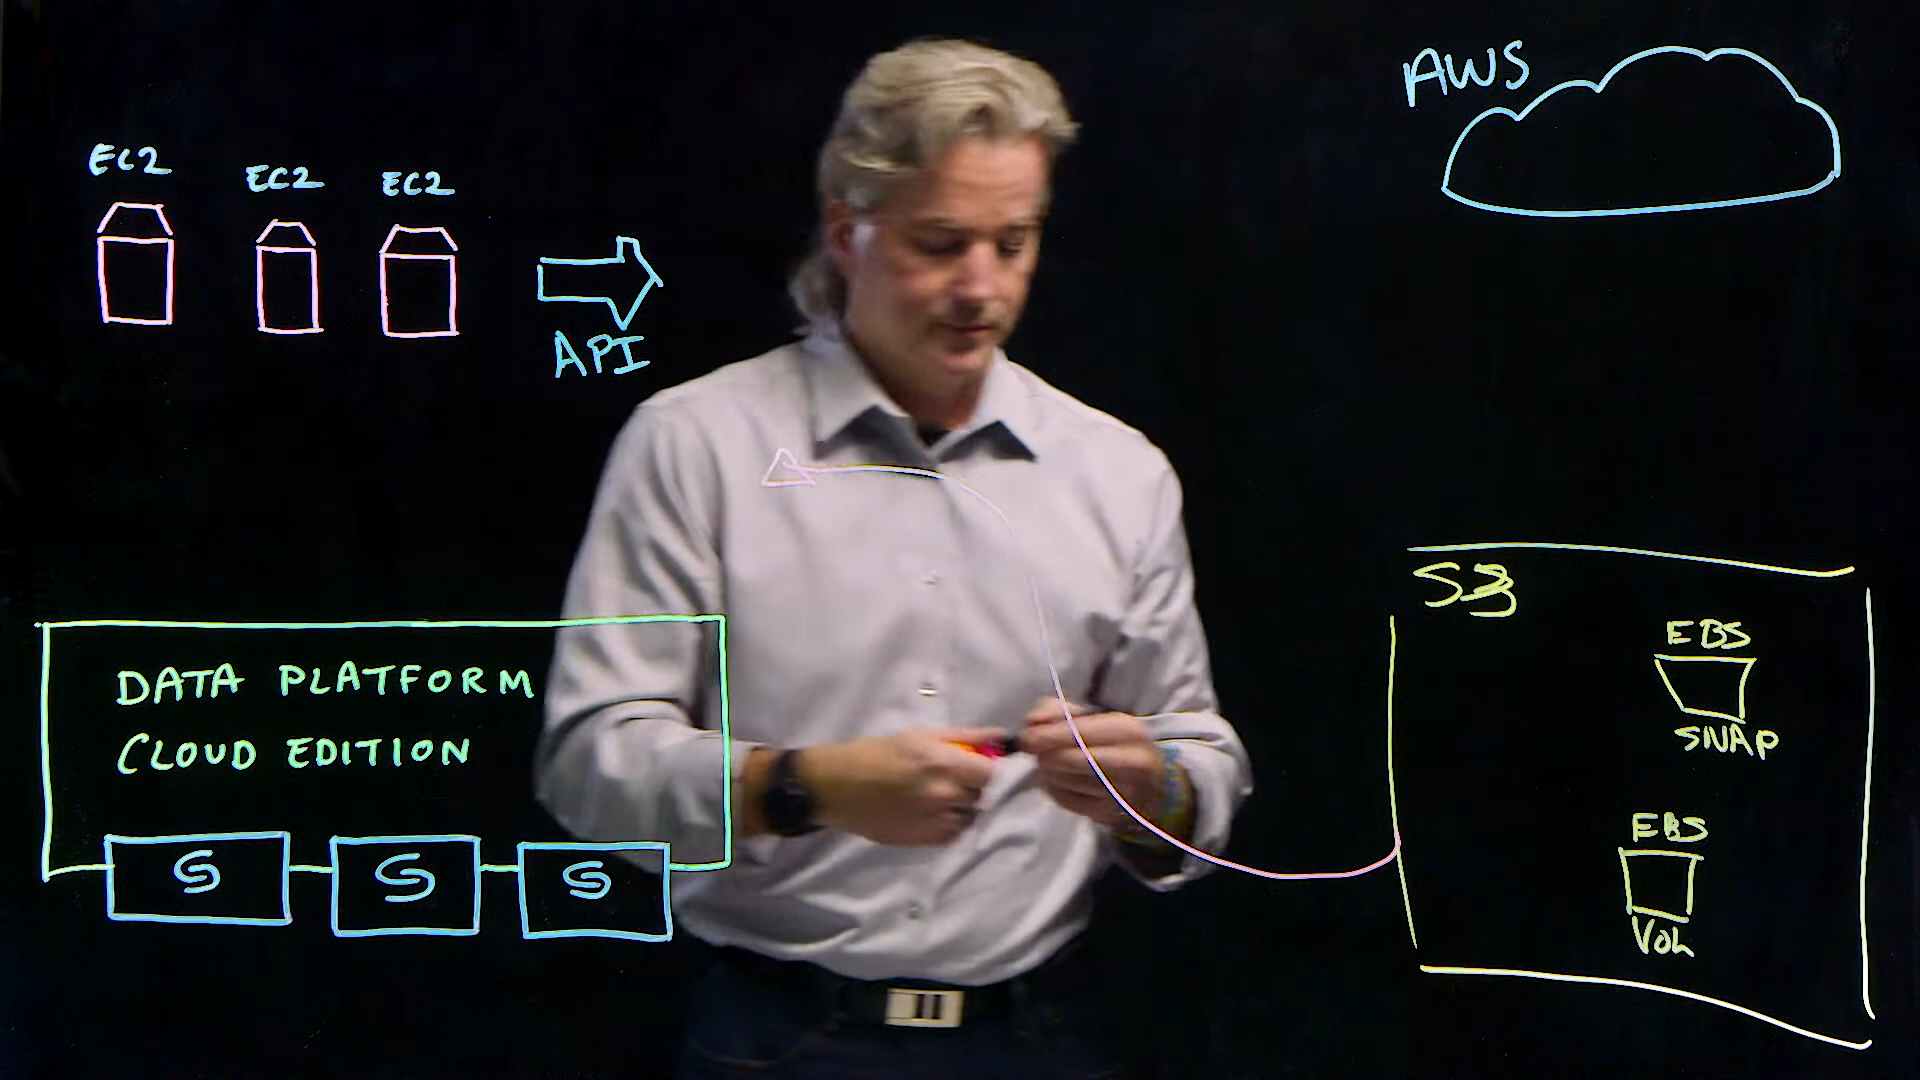 AWS
EC2
EC2
EC2
API
S3
EBS
SNAP
DATA PLATFORM
CLOUD EDITION
EBS
VOL
S
S
S